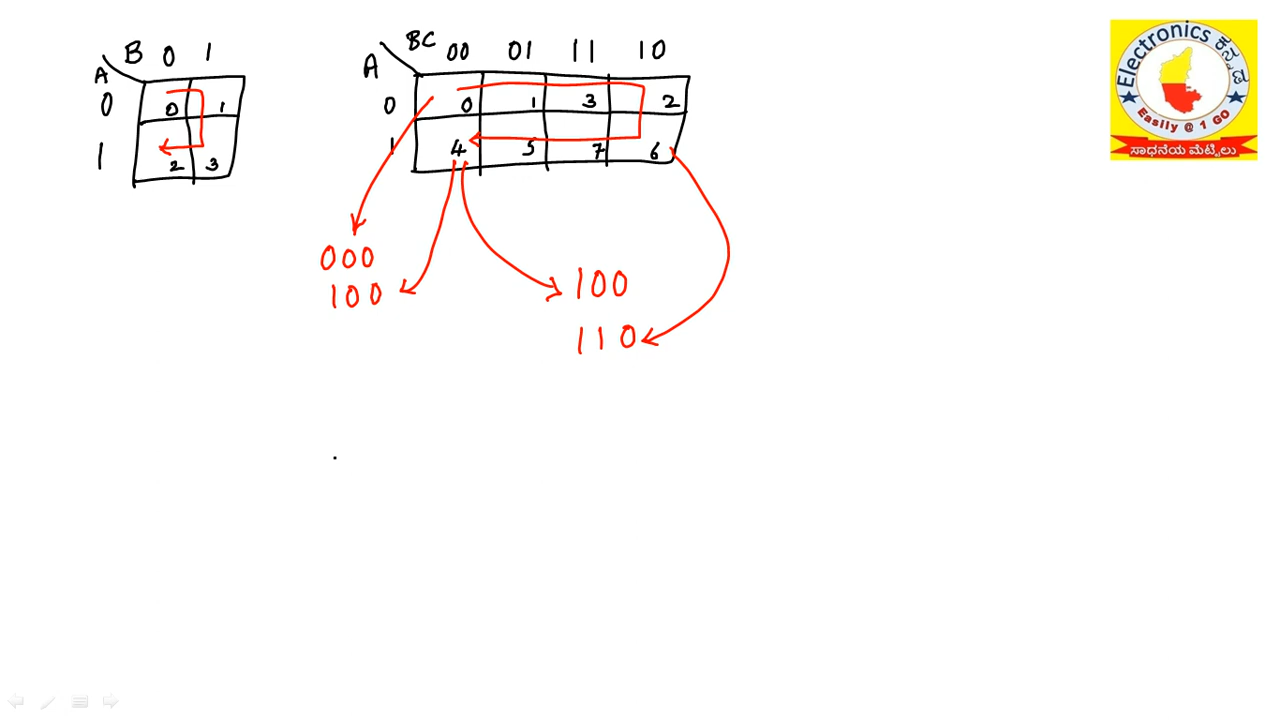 B 0 1
A
0 0 1
1 2 3
BC 00 01 11 10
A
0 0 1 3 2
1 4 5 7 6
000
100
100
110
Electronics ಕನ್ನಡ
Easily @ 1 GO
ಸಾಧನೆಯ ಮೆಟ್ಟಿಲು